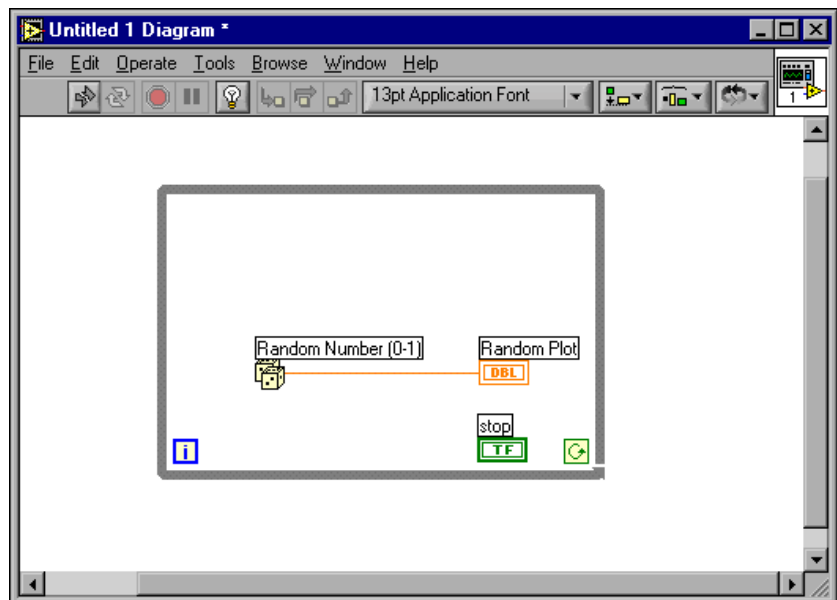 Untitled 1 Diagram *
File Edit Operate Tools Browse Window Help
13pt Application Font
1
Random Number (0-1)
Random Plot
DBL
stop
TF
i